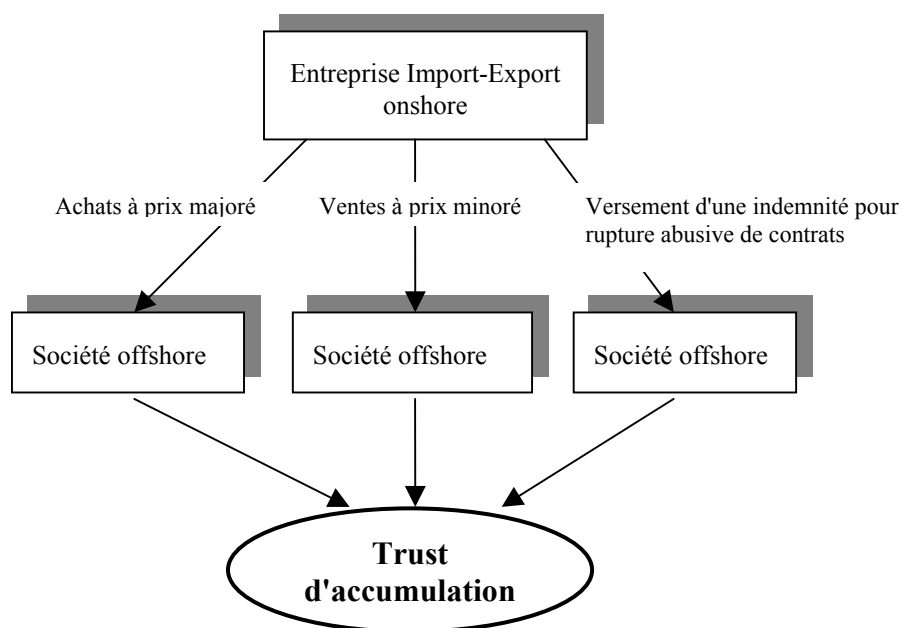 Entreprise Import-Export
onshore
Achats à prix majoré
Ventes à prix minoré
Versement d'une indemnité pour
rupture abusive de contrats
Société offshore
Société offshore
Société offshore
Trust
d'accumulation